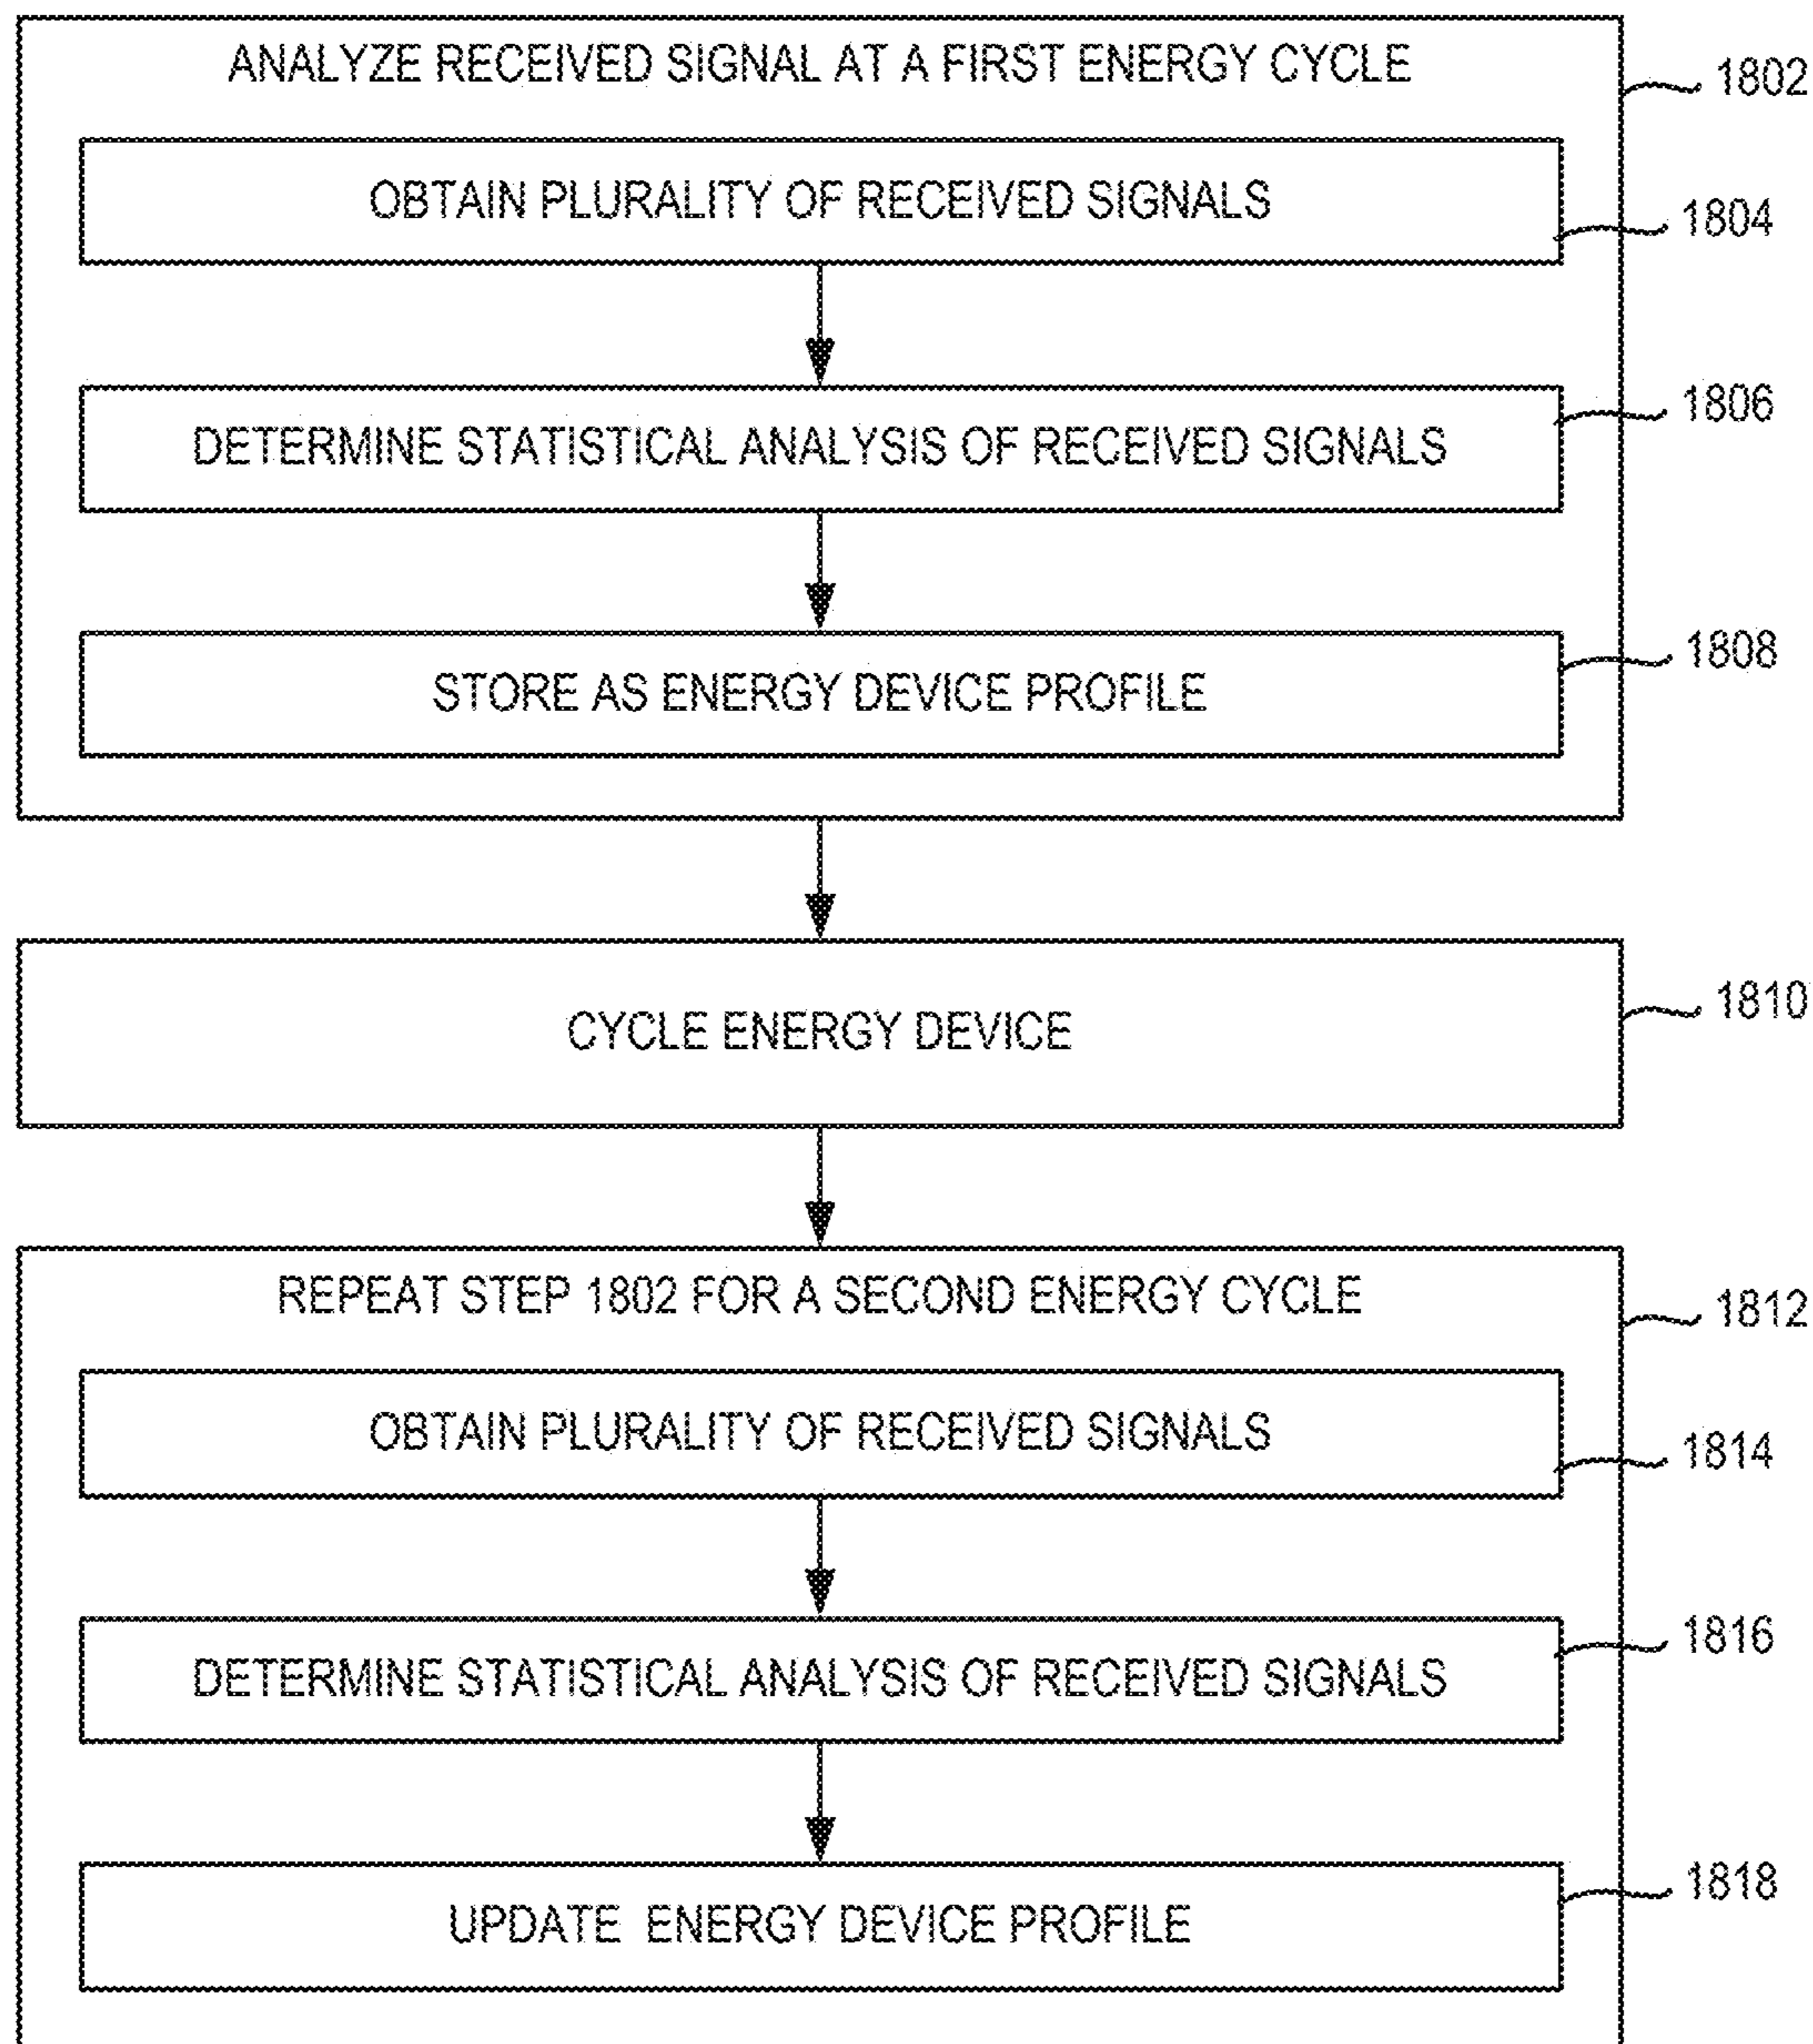 ANALYZE RECEIVED SIGNAL AT A FIRST ENERGY CYCLE
1802
OBTAIN PLURALITY OF RECEIVED SIGNALS
1804
DETERMINE STATISTICAL ANALYSIS OF RECEIVED SIGNALS
1806
STORE AS ENERGY DEVICE PROFILE
1808
CYCLE ENERGY DEVICE
1810
REPEAT STEP 1802 FOR A SECOND ENERGY CYCLE
1812
OBTAIN PLURALITY OF RECEIVED SIGNALS
1814
DETERMINE STATISTICAL ANALYSIS OF RECEIVED SIGNALS
1816
UPDATE ENERGY DEVICE PROFILE
1818